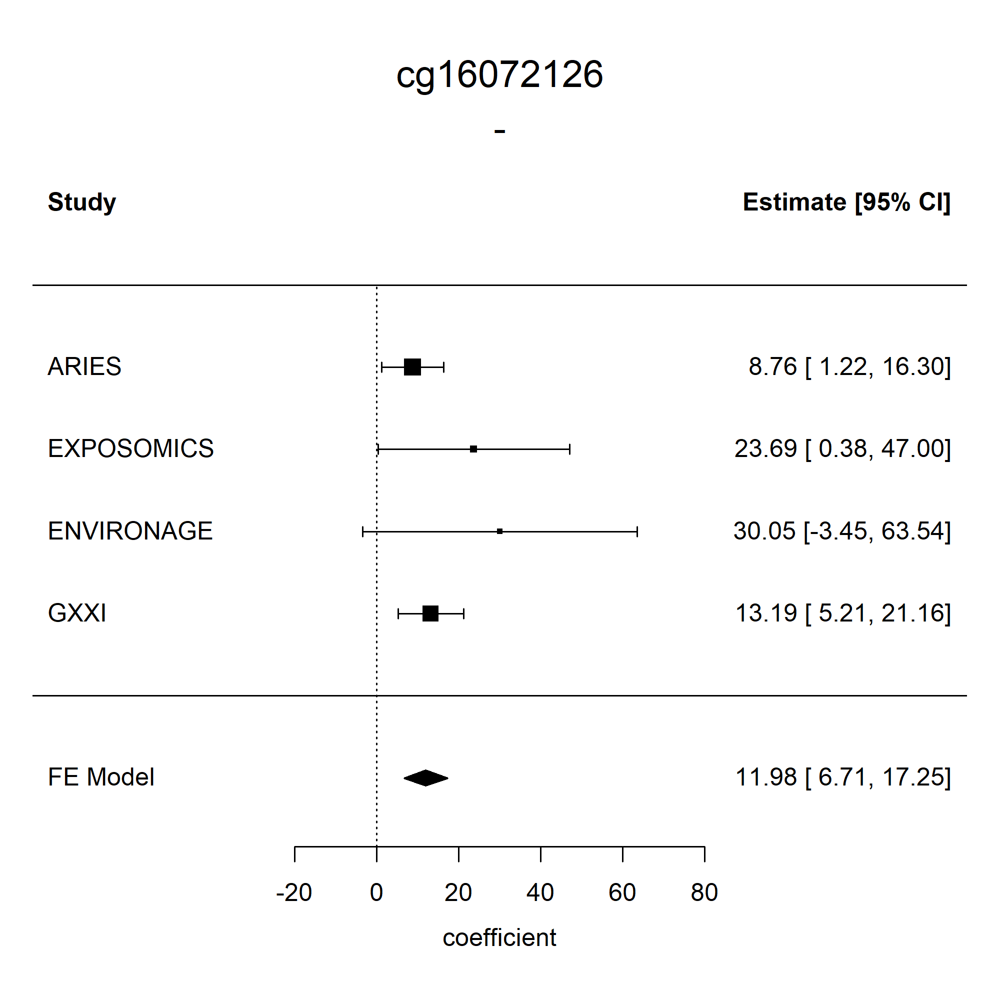 cg16072126
-
Study Estimate [95% CI]
ARIES 8.76 [ 1.22, 16.30]
EXPOSOMICS 23.69 [ 0.38, 47.00]
ENVIRONAGE 30.05 [-3.45, 63.54]
GXXI 13.19 [ 5.21, 21.16]
FE Model 11.98 [ 6.71, 17.25]
-20 0 20 40 60 80
coefficient